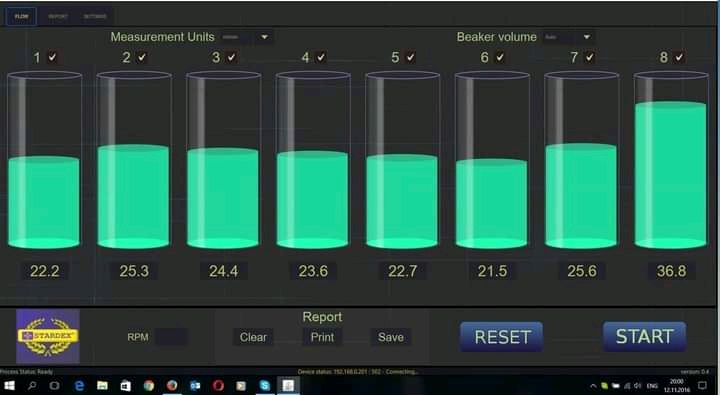 FLOW REPORT SETTINGS
Measurement Units Beaker volume Auto
1 2 3 4 5 6 7 8
22.2 25.3 24.4 23.6 22.7 21.5 25.6 36.8
Report
STARDEX RPM Clear Print Save RESET START
Process Status: Ready Device status: 192.168.0.201 : 502 - Connecting... version: 0.4
ENG 20:00
12.11.2016